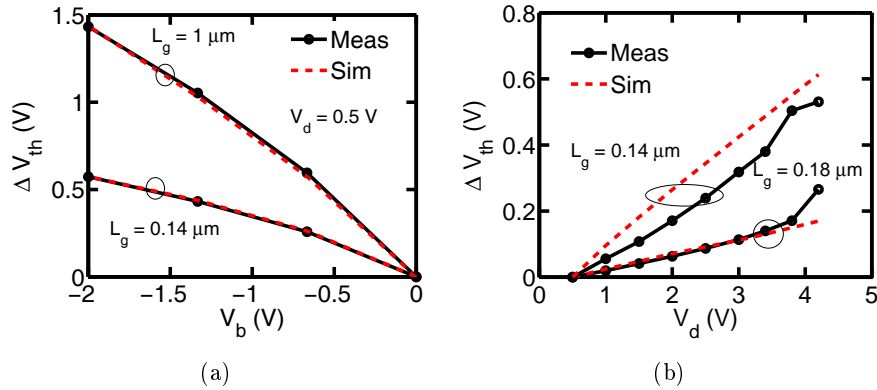 1.5
1
0.5
0
Δ V_th (V)
L_g = 1 μm
Meas
Sim
V_d = 0.5 V
L_g = 0.14 μm
−2
−1.5
−1
−0.5
0
V_b (V)
(a)
0.8
0.6
0.4
0.2
0
Δ V_th (V)
Meas
Sim
L_g = 0.14 μm
L_g = 0.18 μm
0
1
2
3
4
5
V_d (V)
(b)